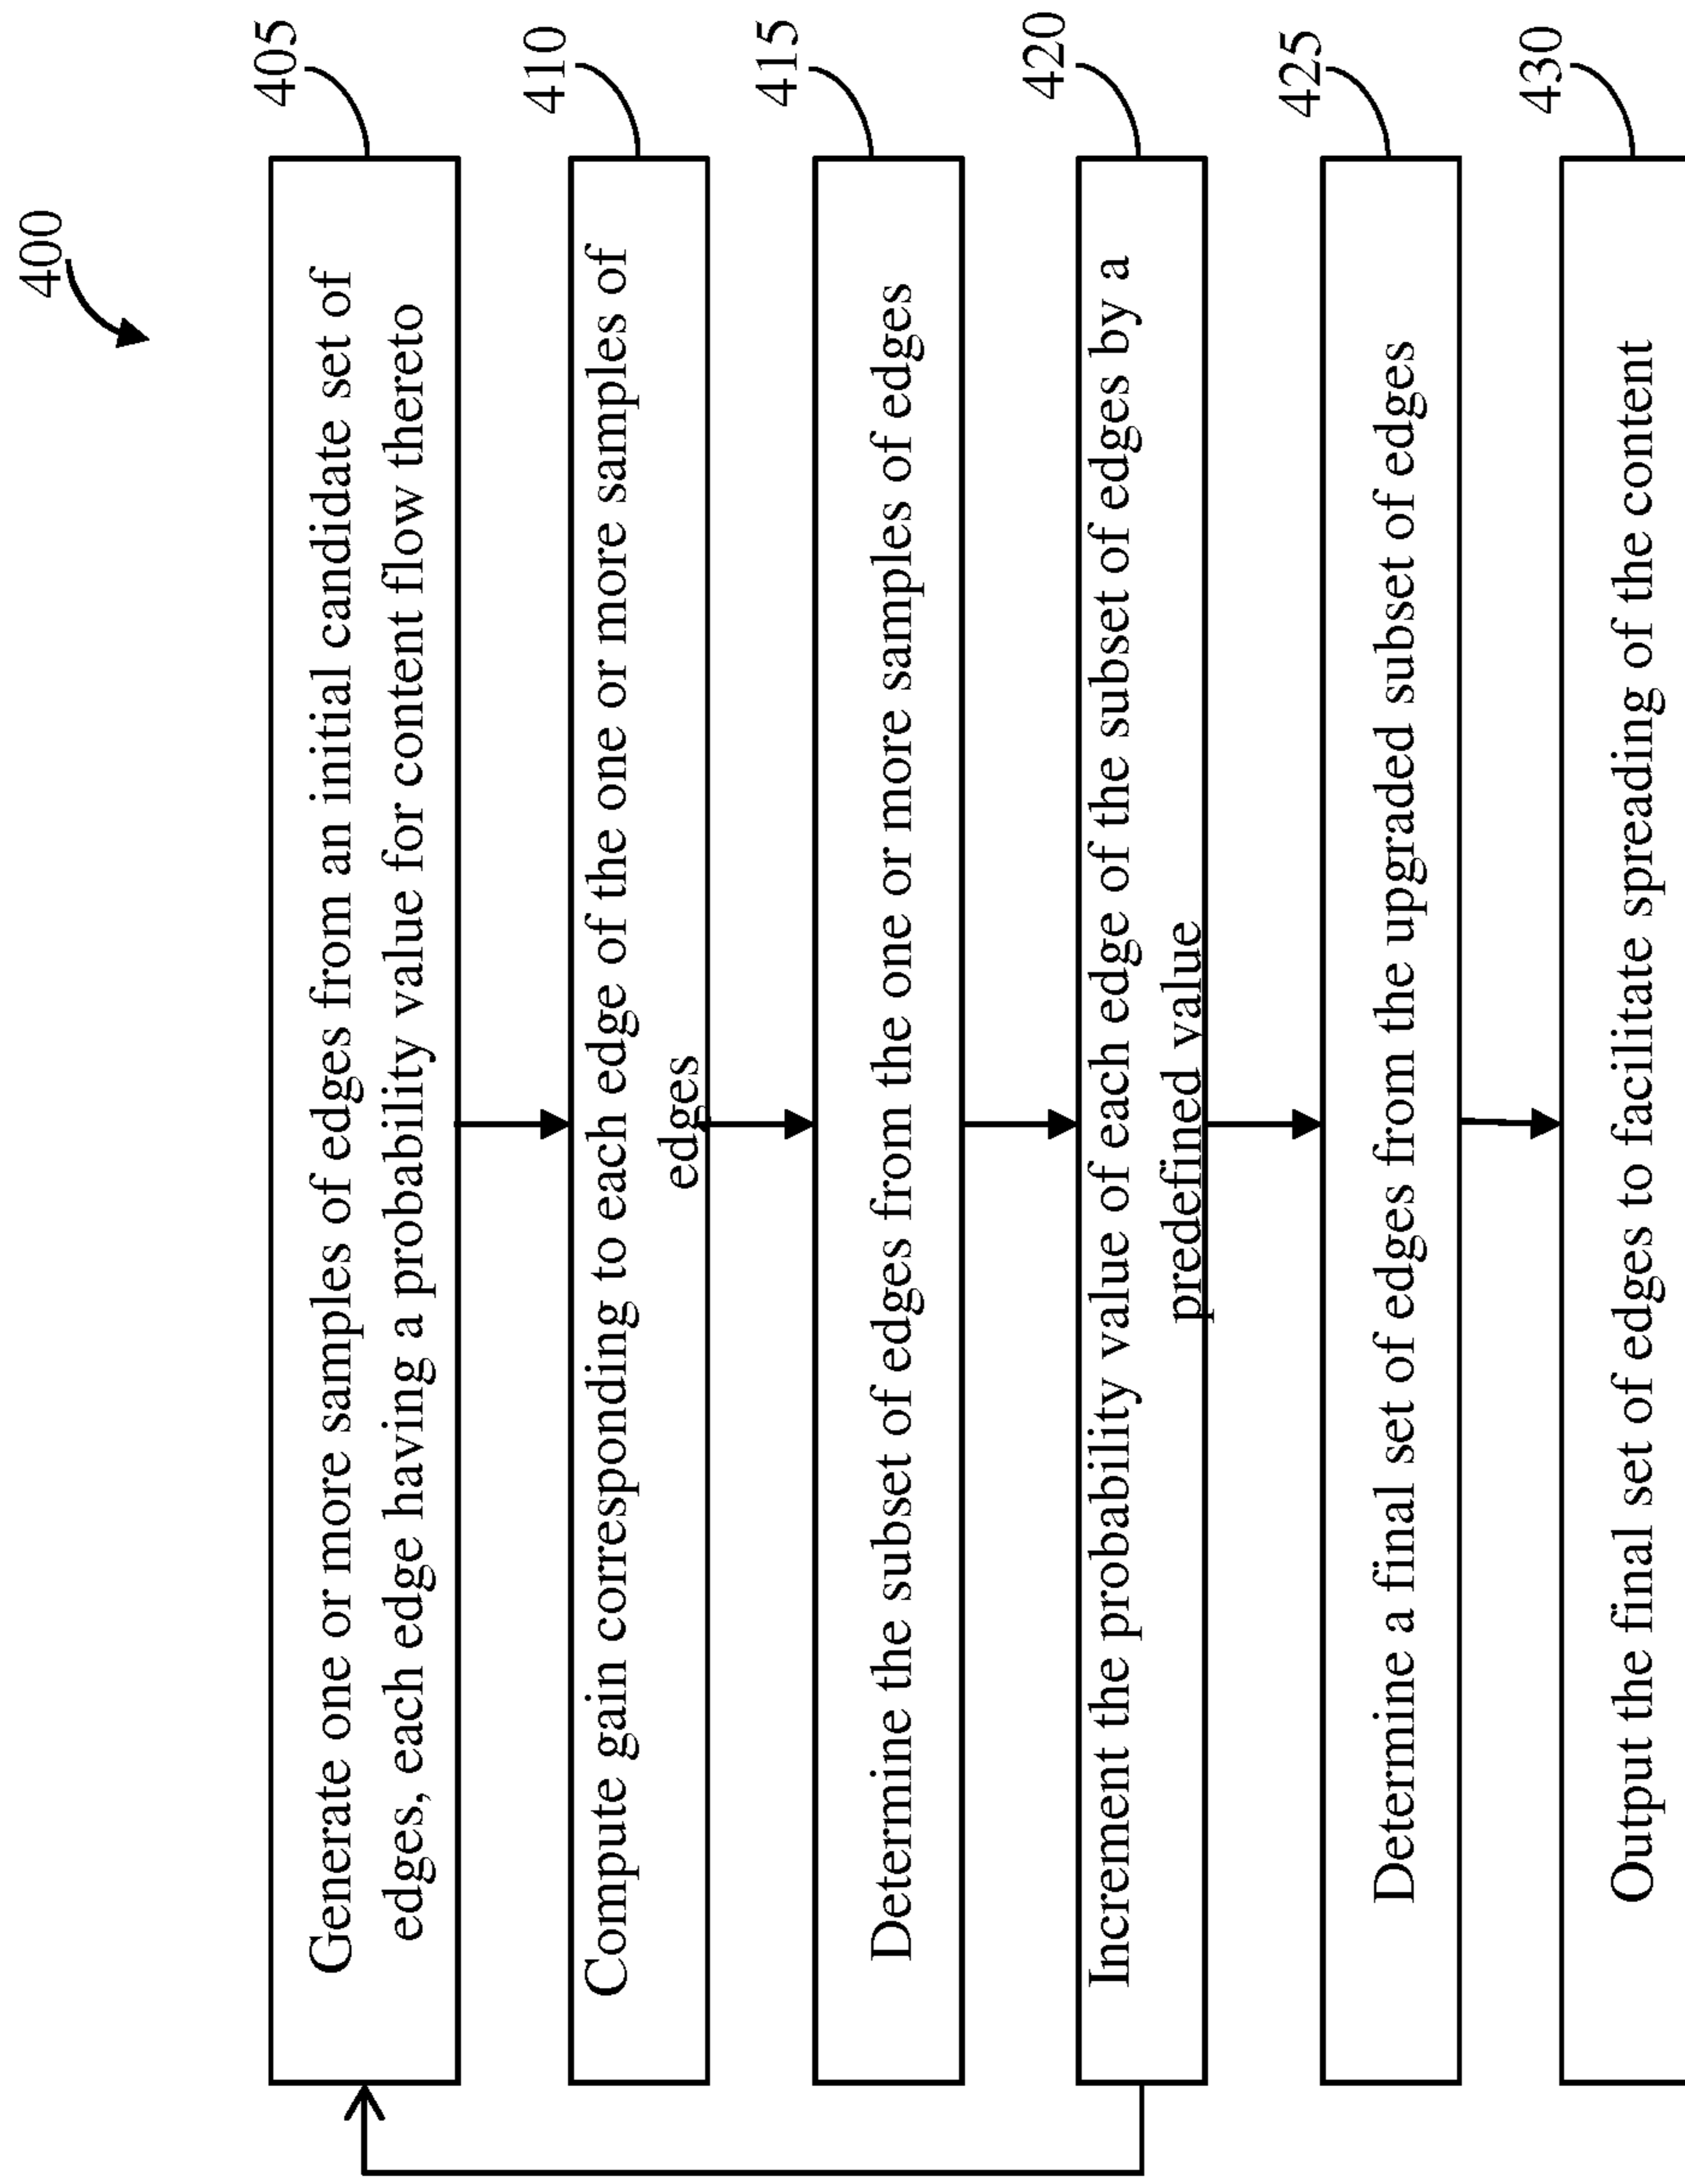 400
405
Generate one or more samples of edges from an initial candidate set of
edges, each edge having a probability value for content flow thereto
410
Compute gain corresponding to each edge of the one or more samples of
edges
415
Determine the subset of edges from the one or more samples of edges
420
Increment the probability value of each edge of the subset of edges by a
predefined value
425
Determine a final set of edges from the upgraded subset of edges
430
Output the final set of edges to facilitate spreading of the content